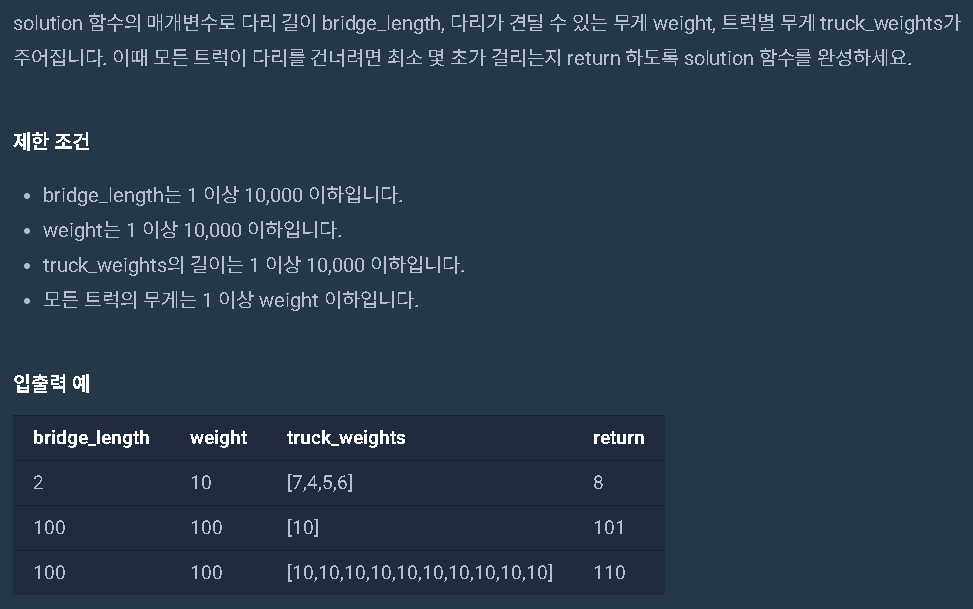 solution 함수의 매개변수로 다리 길이 bridge_length, 다리가 견딜 수 있는 무게 weight, 트럭별 무게 truck_weights가
주어집니다. 이때 모든 트럭이 다리를 건너려면 최소 몇 초가 걸리는지 return 하도록 solution 함수를 완성하세요.
제한 조건
• bridge_length는 1 이상 10,000 이하입니다.
• weight는 1 이상 10,000 이하입니다.
• truck_weights의 길이는 1 이상 10,000 이하입니다.
• 모든 트럭의 무게는 1 이상 weight 이하입니다.
입출력 예
bridge_length weight truck_weights return
2 10 [7,4,5,6] 8
100 100 [10] 101
100 100 [10,10,10,10,10,10,10,10,10,10] 110